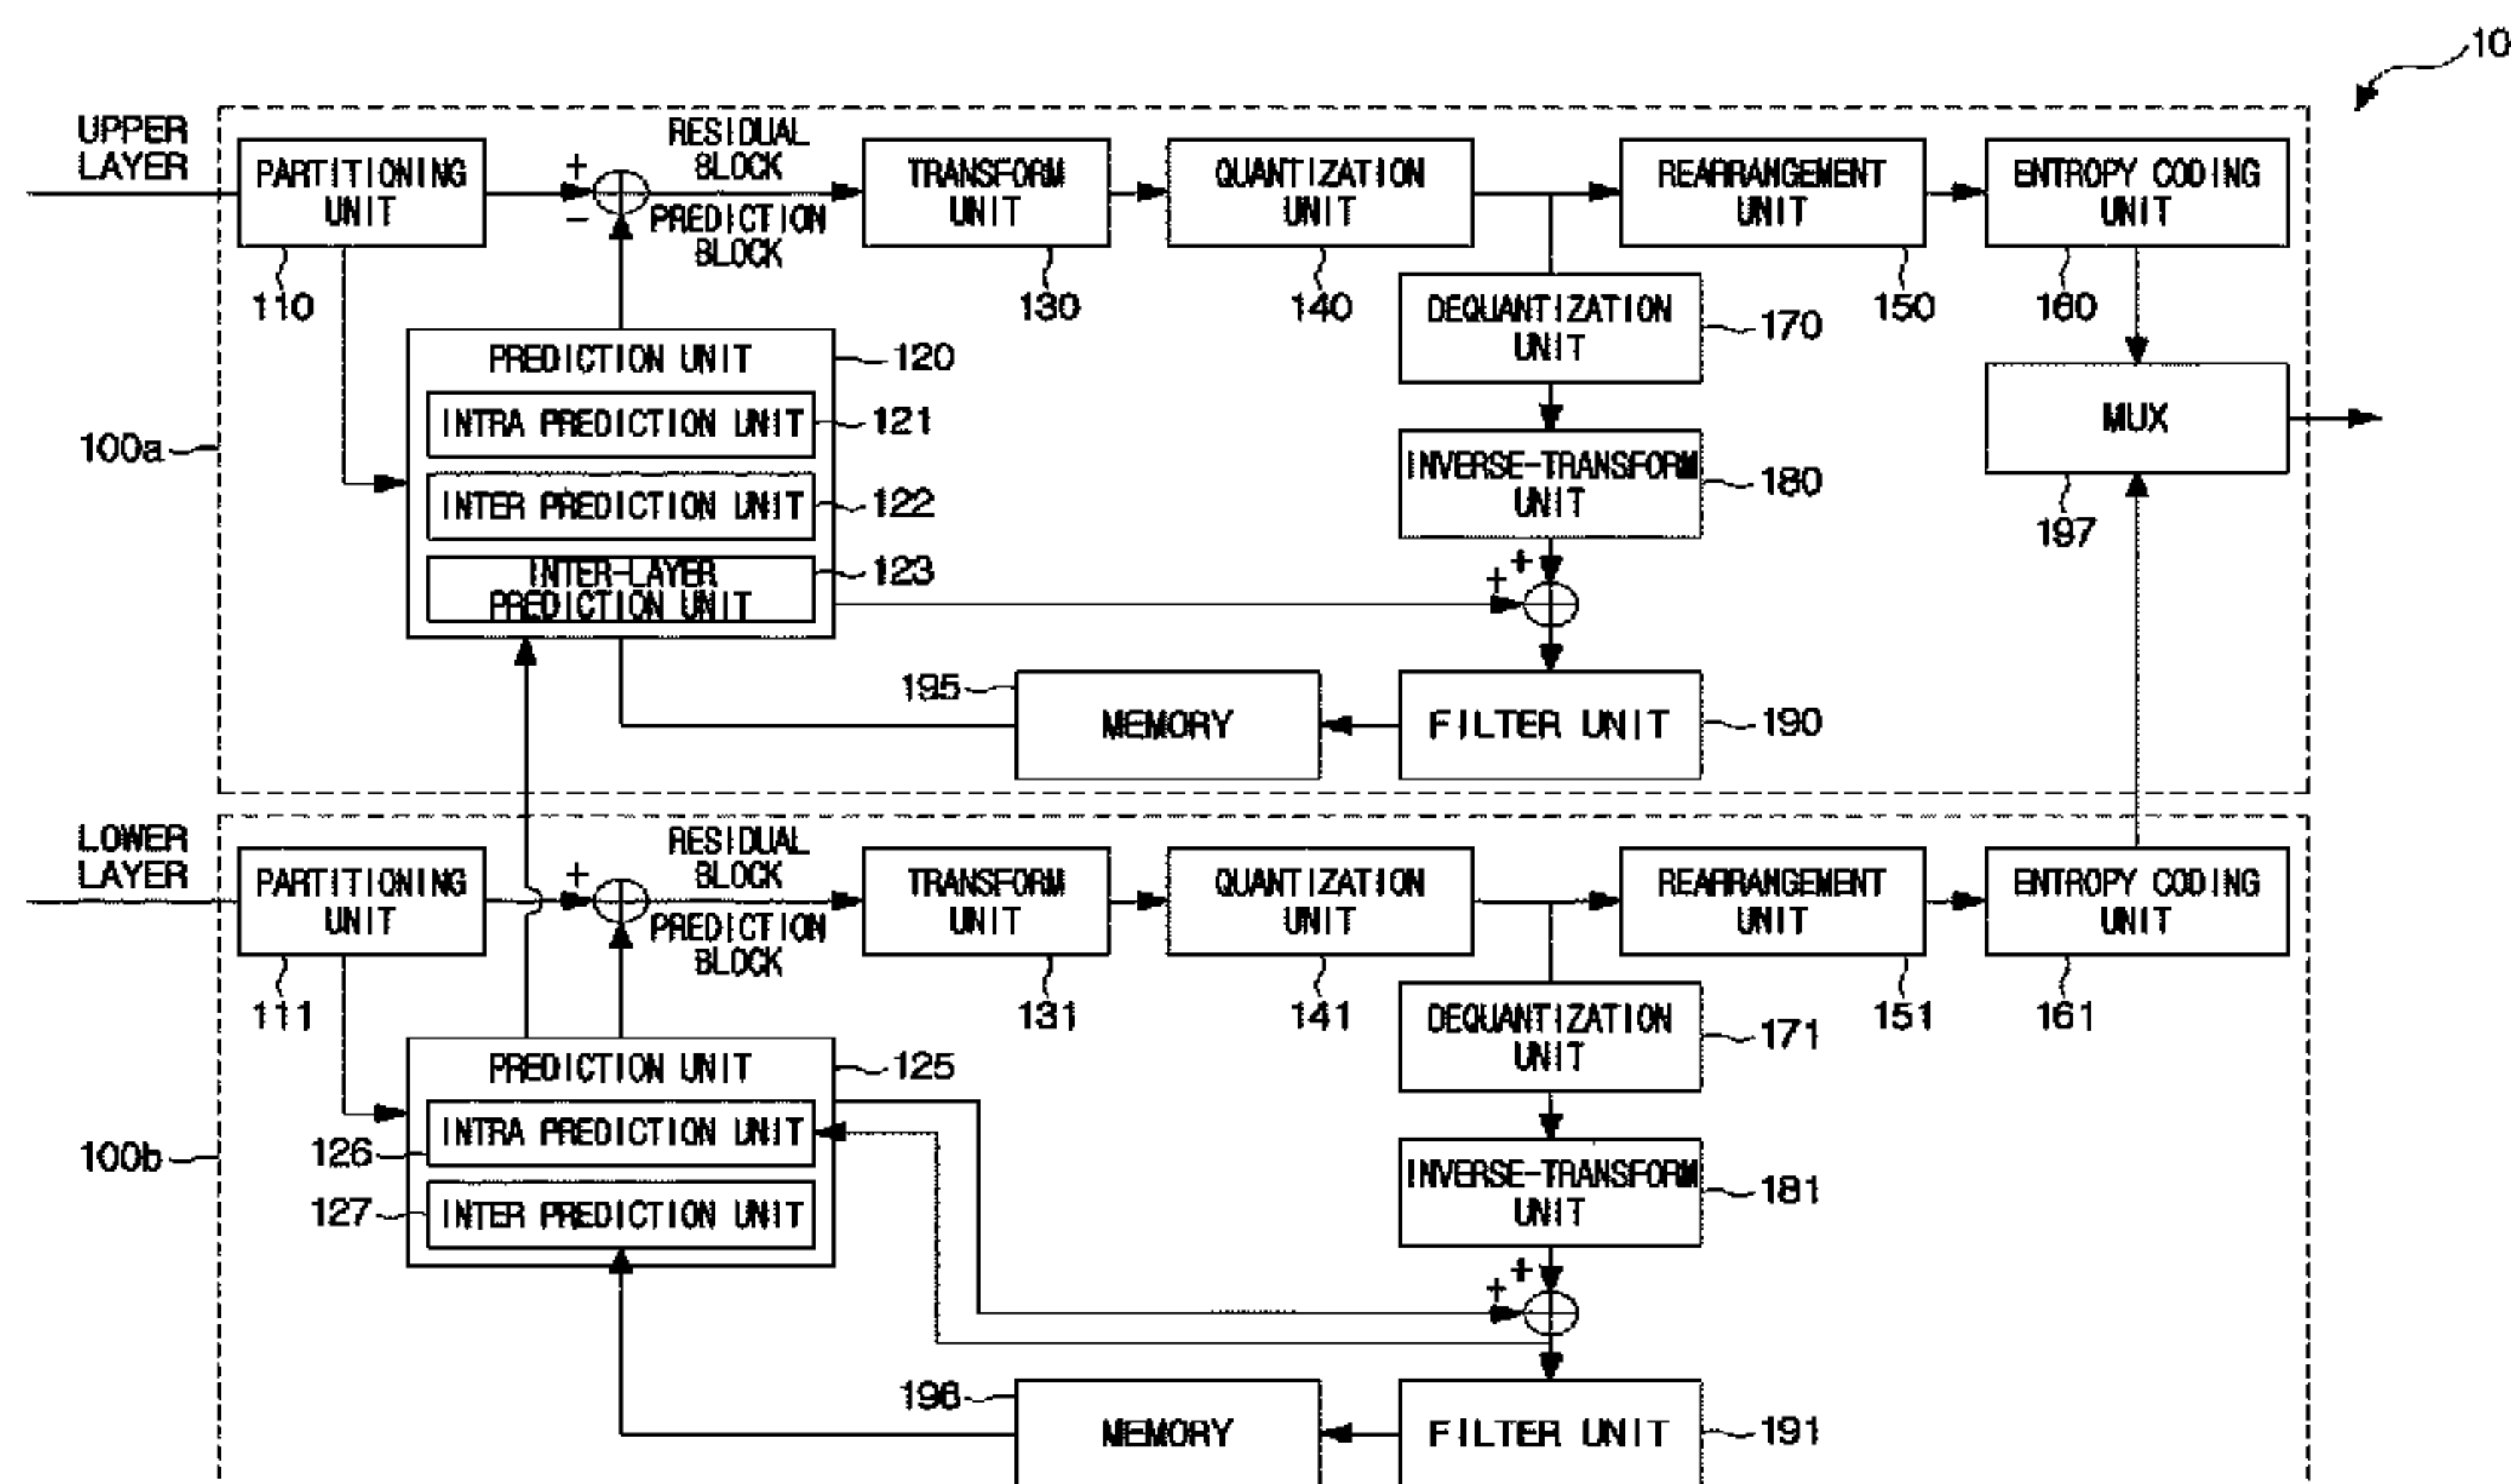 10
UPPER
LAYER
PARTITIONING
UNIT
110
+
−
RESIDUAL
BLOCK
PREDICTION
BLOCK
TRANSFORM
UNIT
130
QUANTIZATION
UNIT
140
REARRANGEMENT
UNIT
150
ENTROPY CODING
UNIT
160
DEQUANTIZATION
UNIT
170
PREDICTION UNIT
120
INTRA PREDICTION UNIT
121
INTER PREDICTION UNIT
122
INTER-LAYER
PREDICTION UNIT
123
100a
INVERSE-TRANSFORM
UNIT
180
MUX
197
+
+
195
MEMORY
FILTER UNIT
190
LOWER
LAYER
PARTITIONING
UNIT
111
+
RESIDUAL
BLOCK
PREDICTION
BLOCK
TRANSFORM
UNIT
131
QUANTIZATION
UNIT
141
REARRANGEMENT
UNIT
151
ENTROPY CODING
UNIT
161
DEQUANTIZATION
UNIT
171
PREDICTION UNIT
125
INTRA PREDICTION UNIT
126
INTER PREDICTION UNIT
127
100b
INVERSE-TRANSFORM
UNIT
181
+
+
196
MEMORY
FILTER UNIT
191